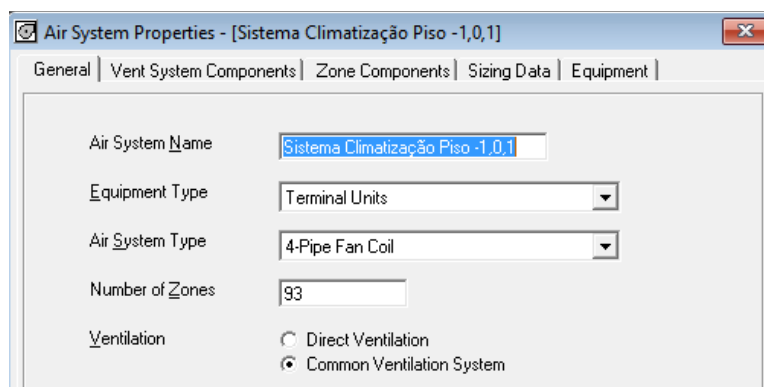 Air System Properties - [Sistema Climatização Piso -1,0,1]
General Vent System Components Zone Components Sizing Data Equipment
Air System Name Sistema Climatização Piso -1,0,1
Equipment Type Terminal Units
Air System Type 4-Pipe Fan Coil
Number of Zones 93
Ventilation Direct Ventilation
Common Ventilation System